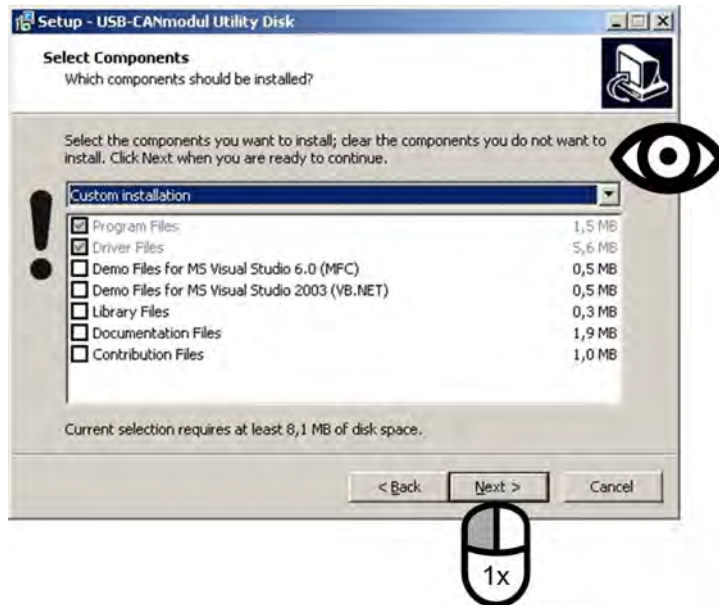 Setup - USB-CANmodul Utility Disk
Select Components
Which components should be installed?
Select the components you want to install; clear the components you do not want to
install. Click Next when you are ready to continue.
Custom installation
Program Files 1,5 MB
Driver Files 5,6 MB
Demo Files for MS Visual Studio 6.0 (MFC) 0,5 MB
Demo Files for MS Visual Studio 2003 (VB.NET) 0,5 MB
Library Files 0,3 MB
Documentation Files 1,9 MB
Contribution Files 1,0 MB
Current selection requires at least 8,1 MB of disk space.
< Back Next > Cancel
1x